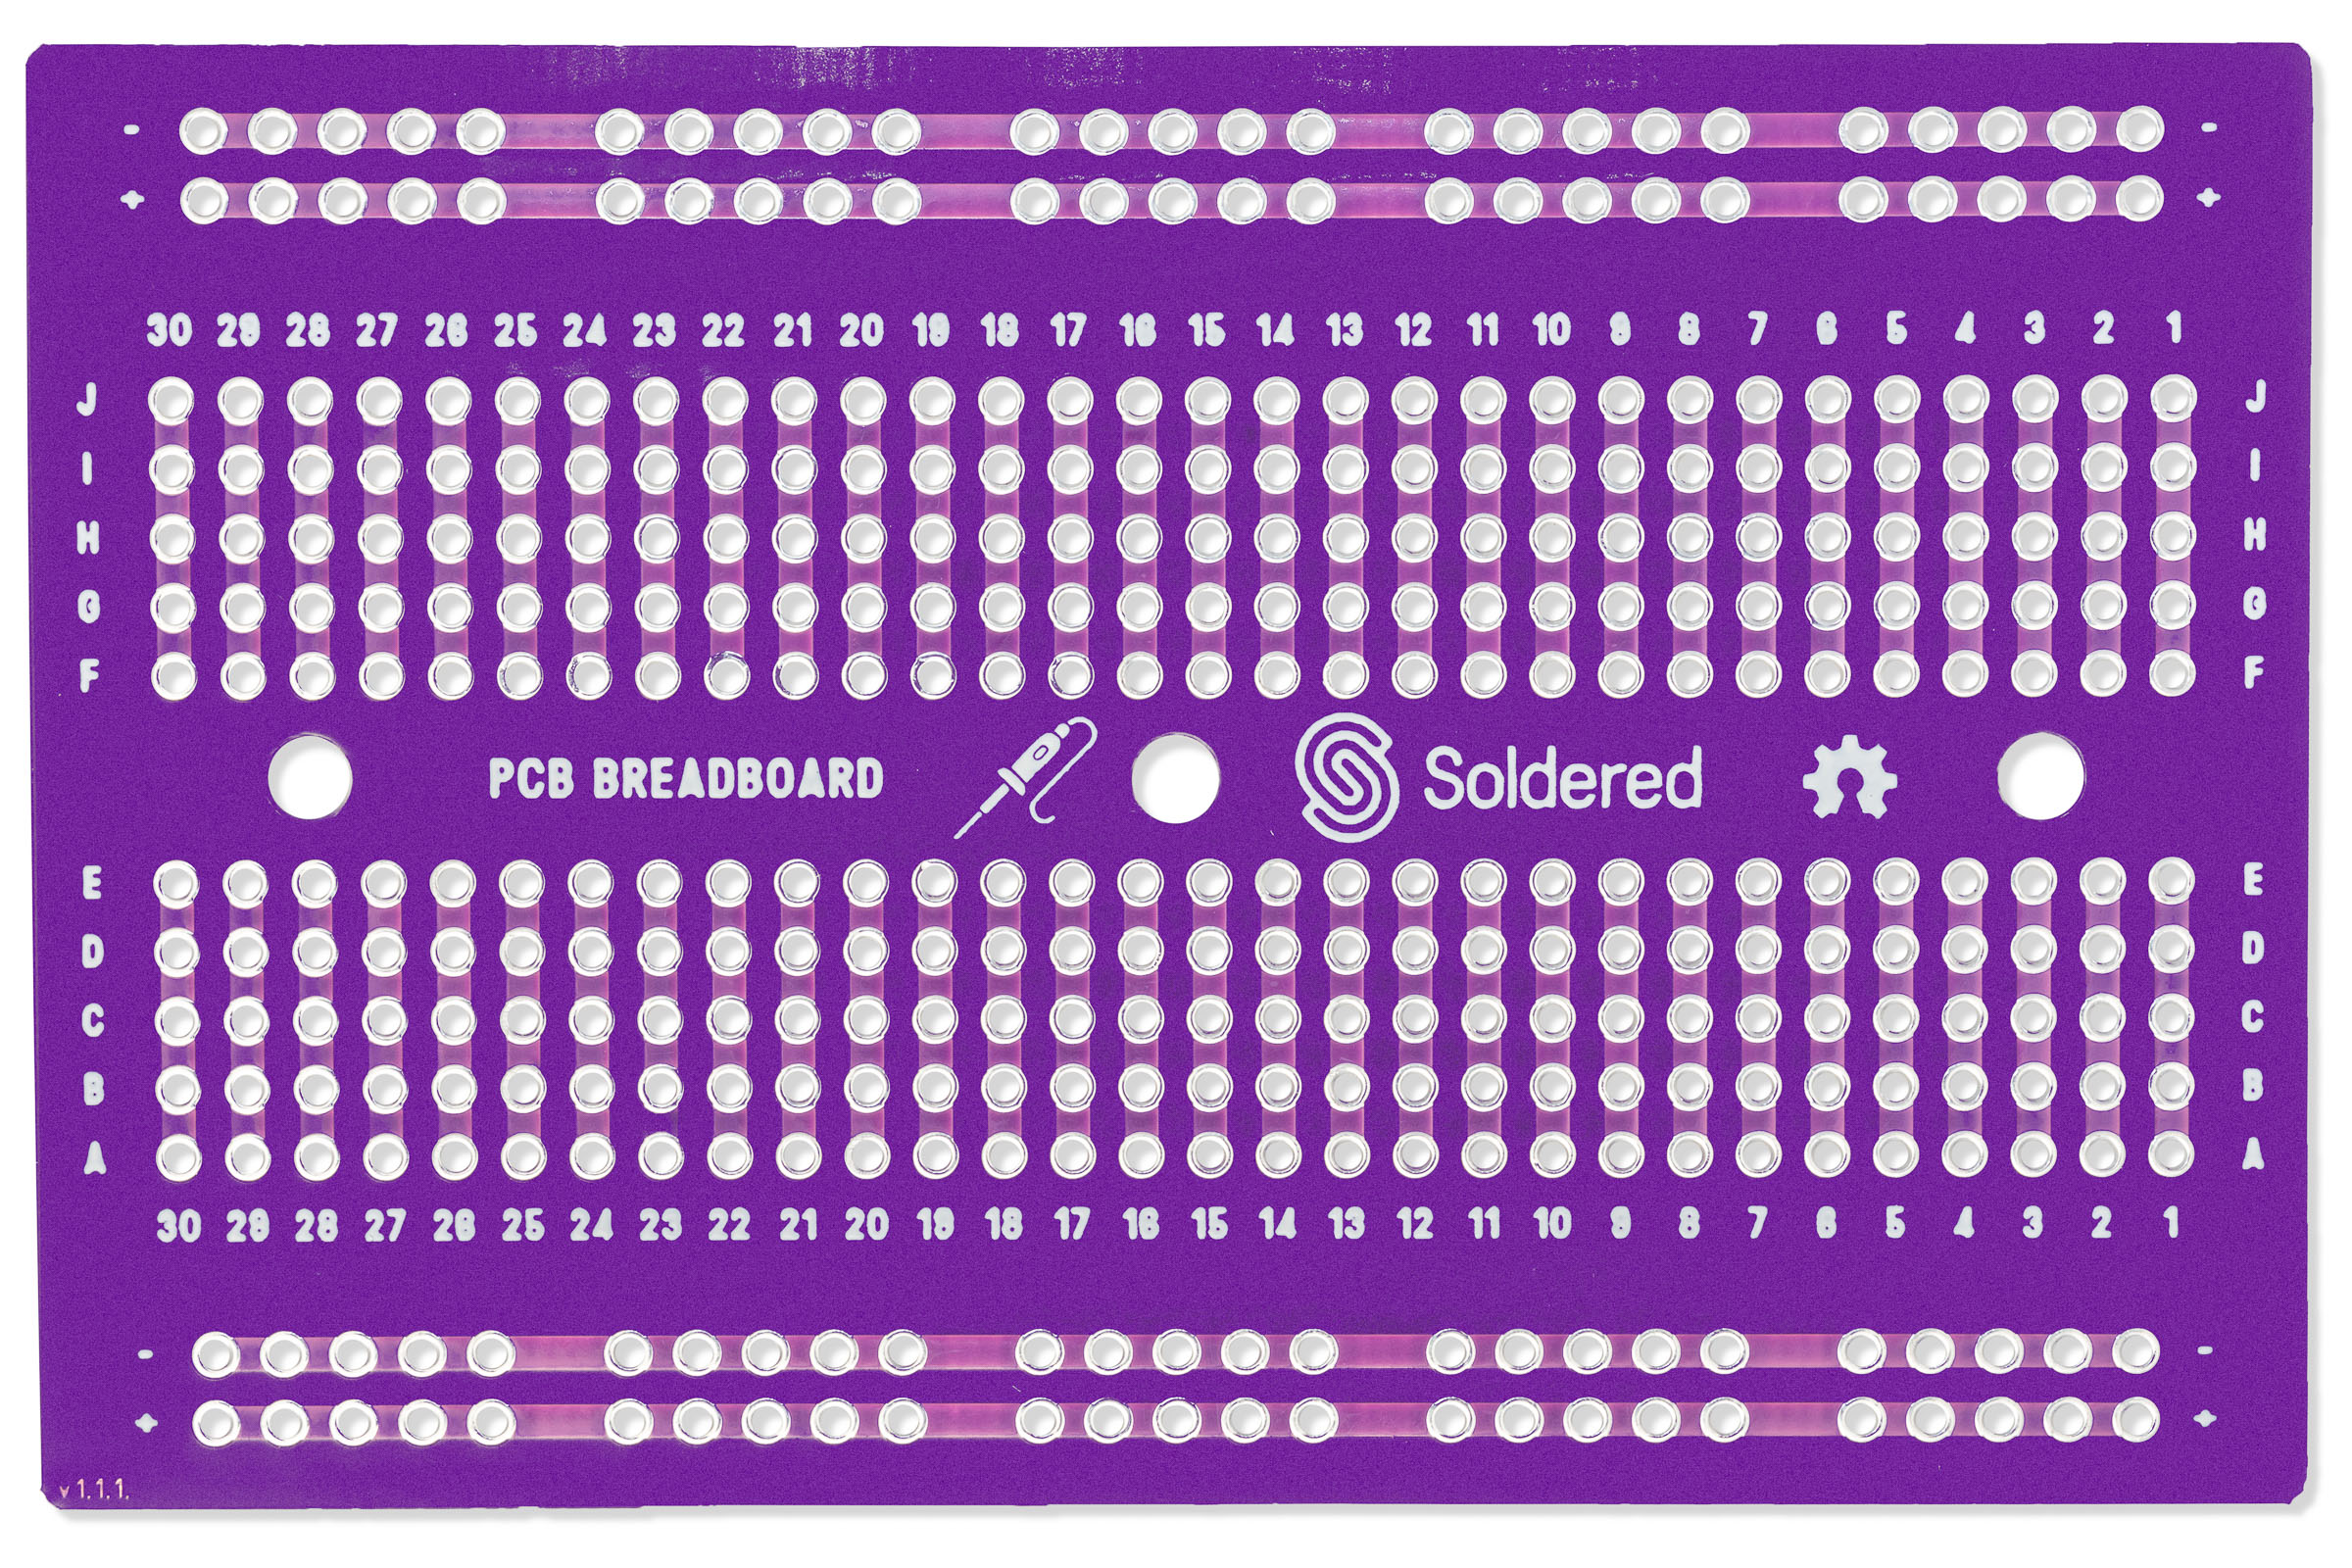 - -
+ +
30 29 28 27 26 25 24 23 22 21 20 19 18 17 16 15 14 13 12 11 10 9 8 7 6 5 4 3 2 1
J J
I I
H H
G G
F F
PCB BREADBOARD Soldered
E E
D D
C C
B B
A A
30 29 28 27 26 25 24 23 22 21 20 19 18 17 16 15 14 13 12 11 10 9 8 7 6 5 4 3 2 1
- -
+ +
v 1.1.1.